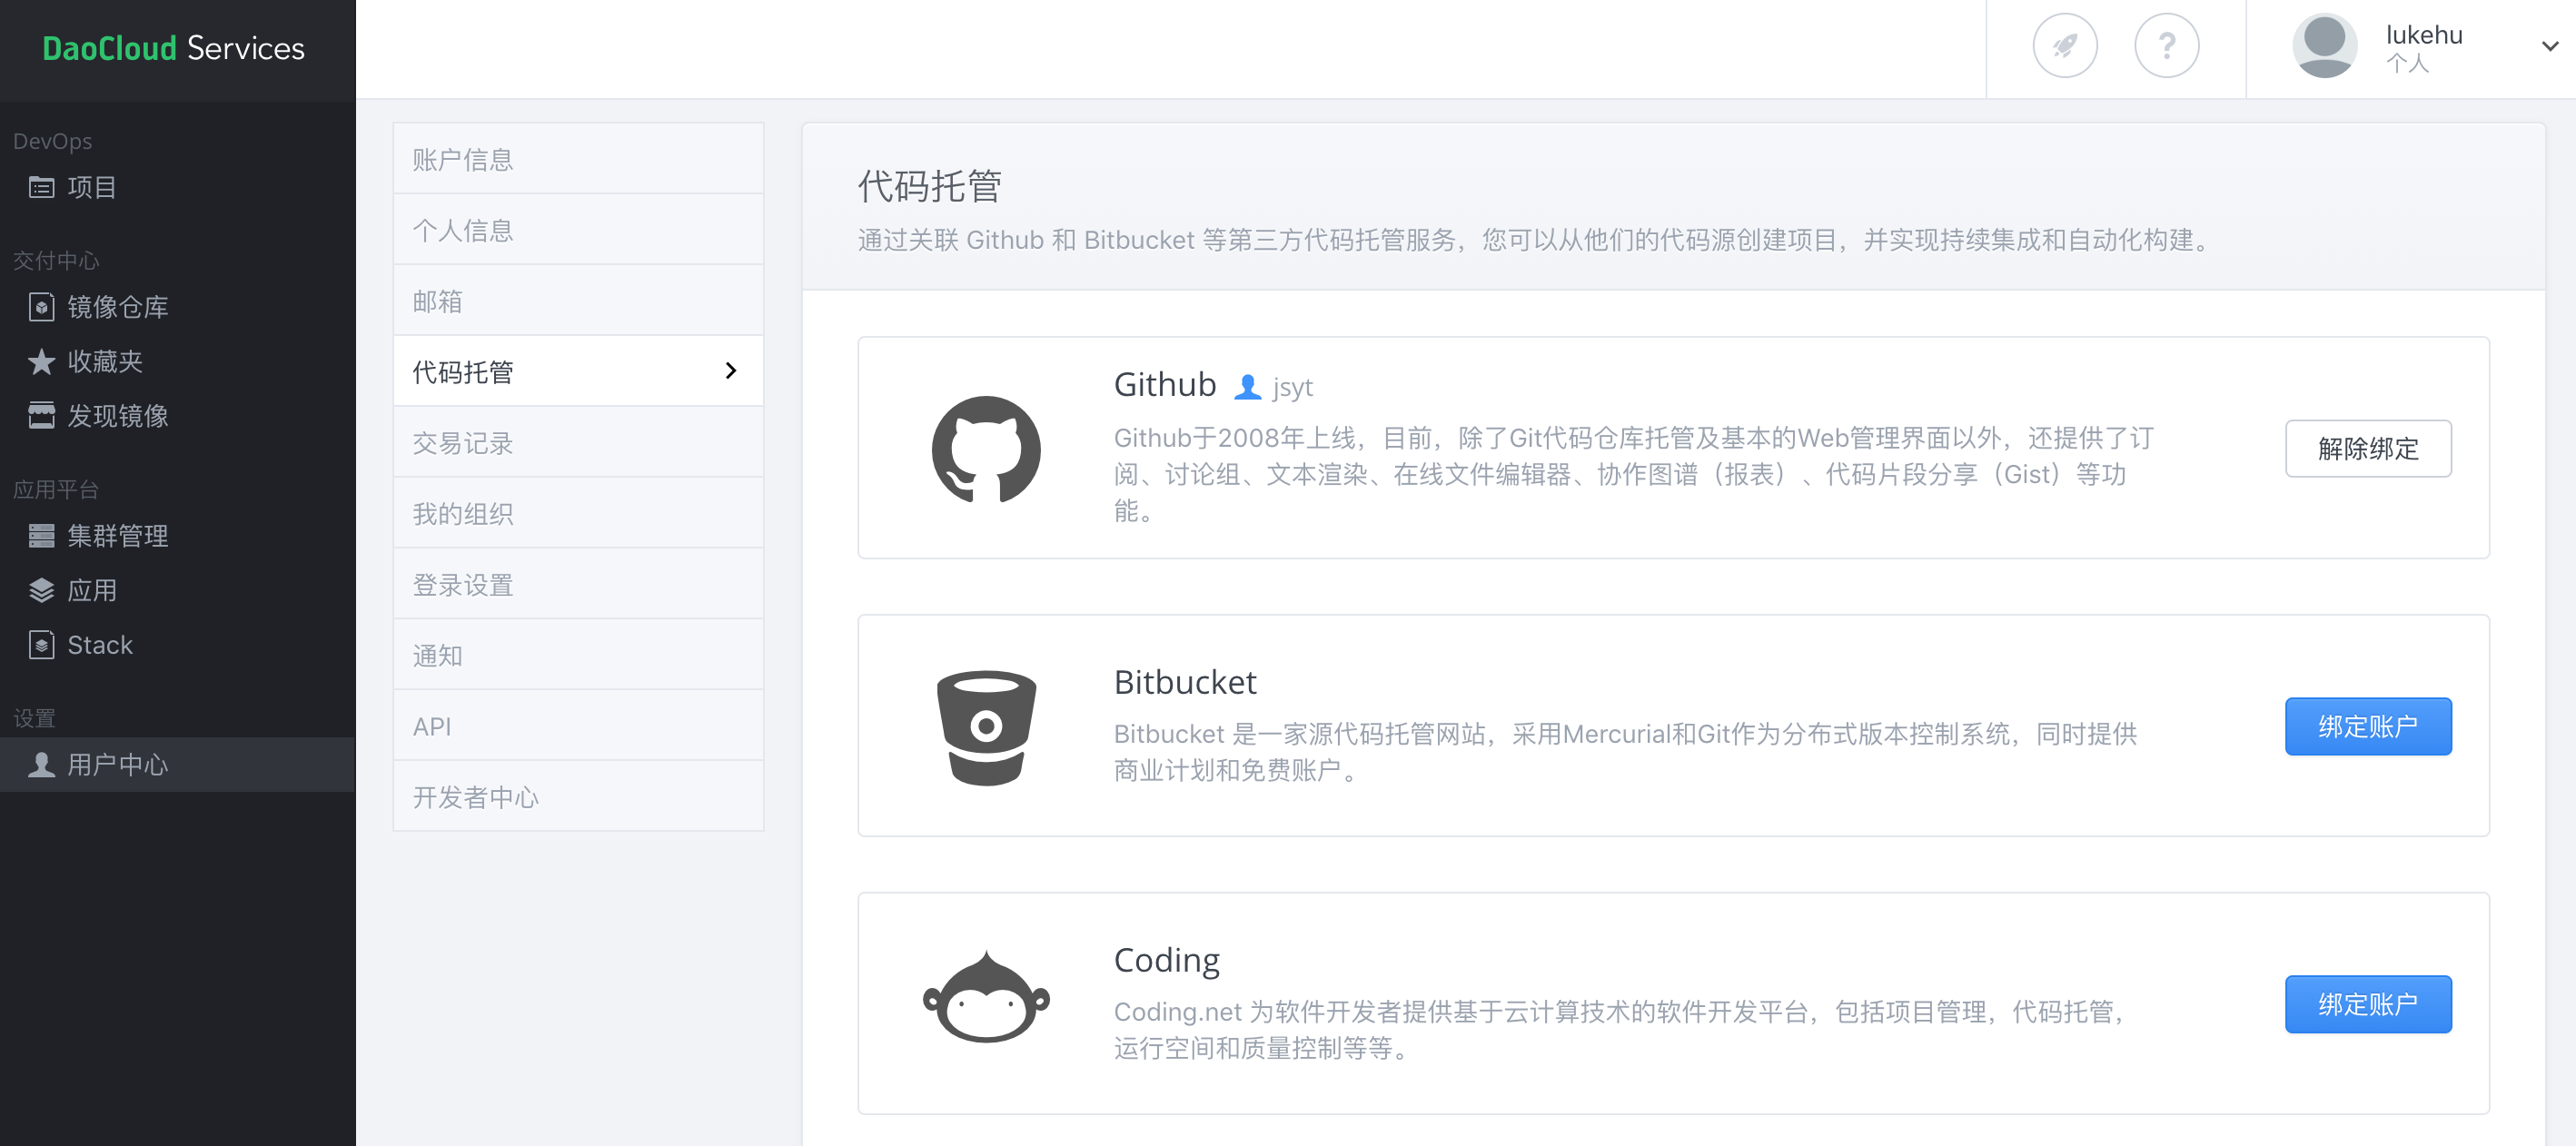 DaoCloud Services
lukehu
个人
DevOps
项目
交付中心
镜像仓库
收藏夹
发现镜像
应用平台
集群管理
应用
Stack
设置
用户中心
账户信息
个人信息
邮箱
代码托管
交易记录
我的组织
登录设置
通知
API
开发者中心
代码托管
通过关联 Github 和 Bitbucket 等第三方代码托管服务，您可以从他们的代码源创建项目，并实现持续集成和自动化构建。
Github jsyt
Github于2008年上线，目前，除了Git代码仓库托管及基本的Web管理界面以外，还提供了订
阅、讨论组、文本渲染、在线文件编辑器、协作图谱（报表）、代码片段分享（Gist）等功
能。
解除绑定
Bitbucket
Bitbucket 是一家源代码托管网站，采用Mercurial和Git作为分布式版本控制系统，同时提供
商业计划和免费账户。
绑定账户
Coding
Coding.net 为软件开发者提供基于云计算技术的软件开发平台，包括项目管理，代码托管，
运行空间和质量控制等等。
绑定账户